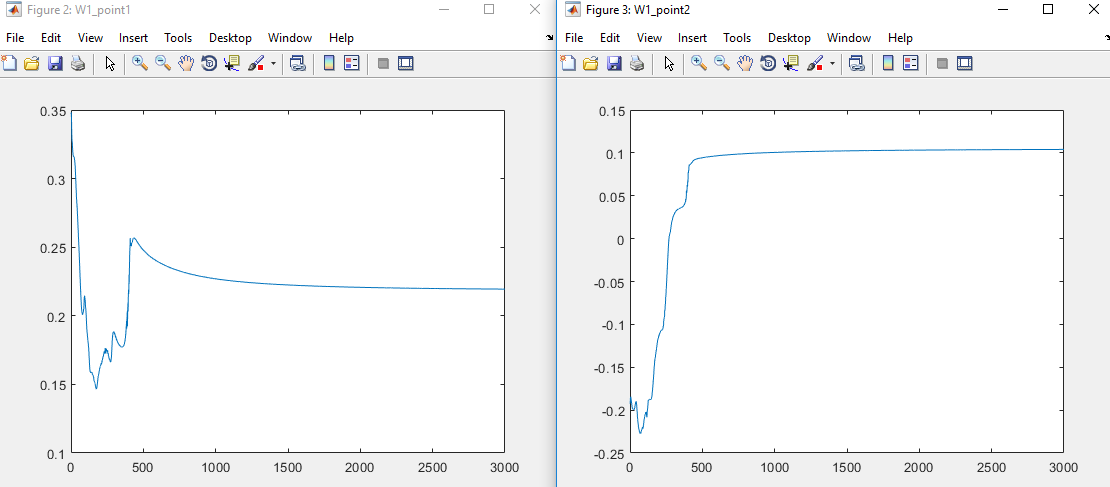 Figure 2: W1_point1
File Edit View Insert Tools Desktop Window Help
0.35
0.3
0.25
0.2
0.15
0.1
0 500 1000 1500 2000 2500 3000
Figure 3: W1_point2
File Edit View Insert Tools Desktop Window Help
0.15
0.1
0.05
0
-0.05
-0.1
-0.15
-0.2
-0.25
0 500 1000 1500 2000 2500 3000